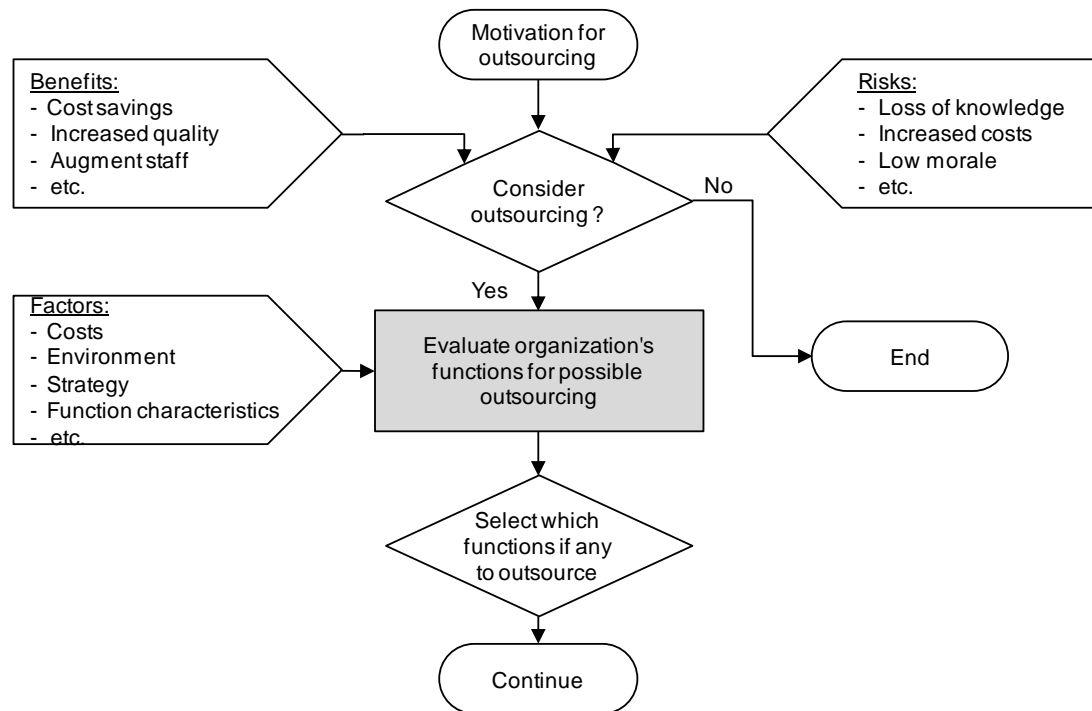 Motivation for
outsourcing
Benefits:
- Cost savings
- Increased quality
- Augment staff
- etc.
Risks:
- Loss of knowledge
- Increased costs
- Low morale
- etc.
Consider
outsourcing ?
No
Yes
Factors:
- Costs
- Environment
- Strategy
- Function characteristics
- etc.
Evaluate organization's
functions for possible
outsourcing
End
Select which
functions if any
to outsource
Continue